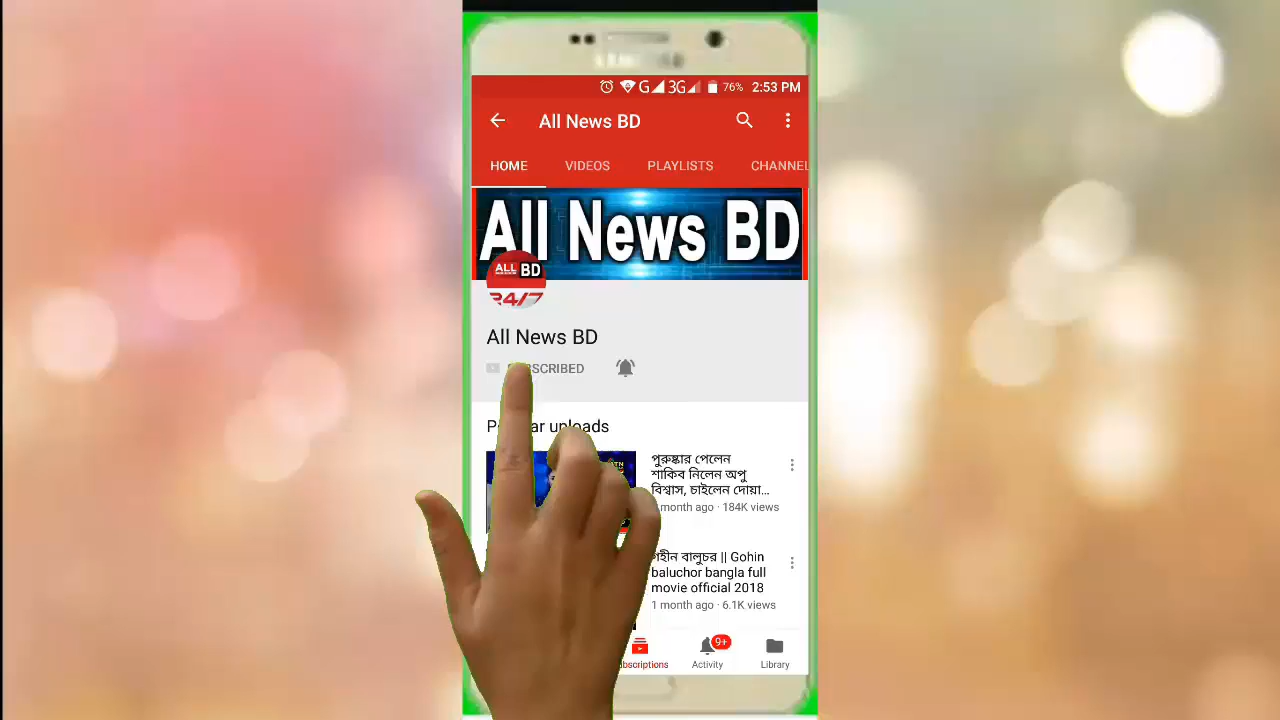 G 3G 76% 2:53 PM
All News BD
HOME VIDEOS PLAYLISTS CHANNEL
All News BD
ALL BD
24/7
All News BD
SCRIBED
uploads
পুরুষ্কার পেলেন
শাকিব নিলেন অপু
বিশ্বাস, চাইলেন দোয়া...
month ago · 184K views
গহীন বালুচর || Gohin
baluchor bangla full
movie official 2018
1 month ago · 6.1K views
9+
Activity
Library